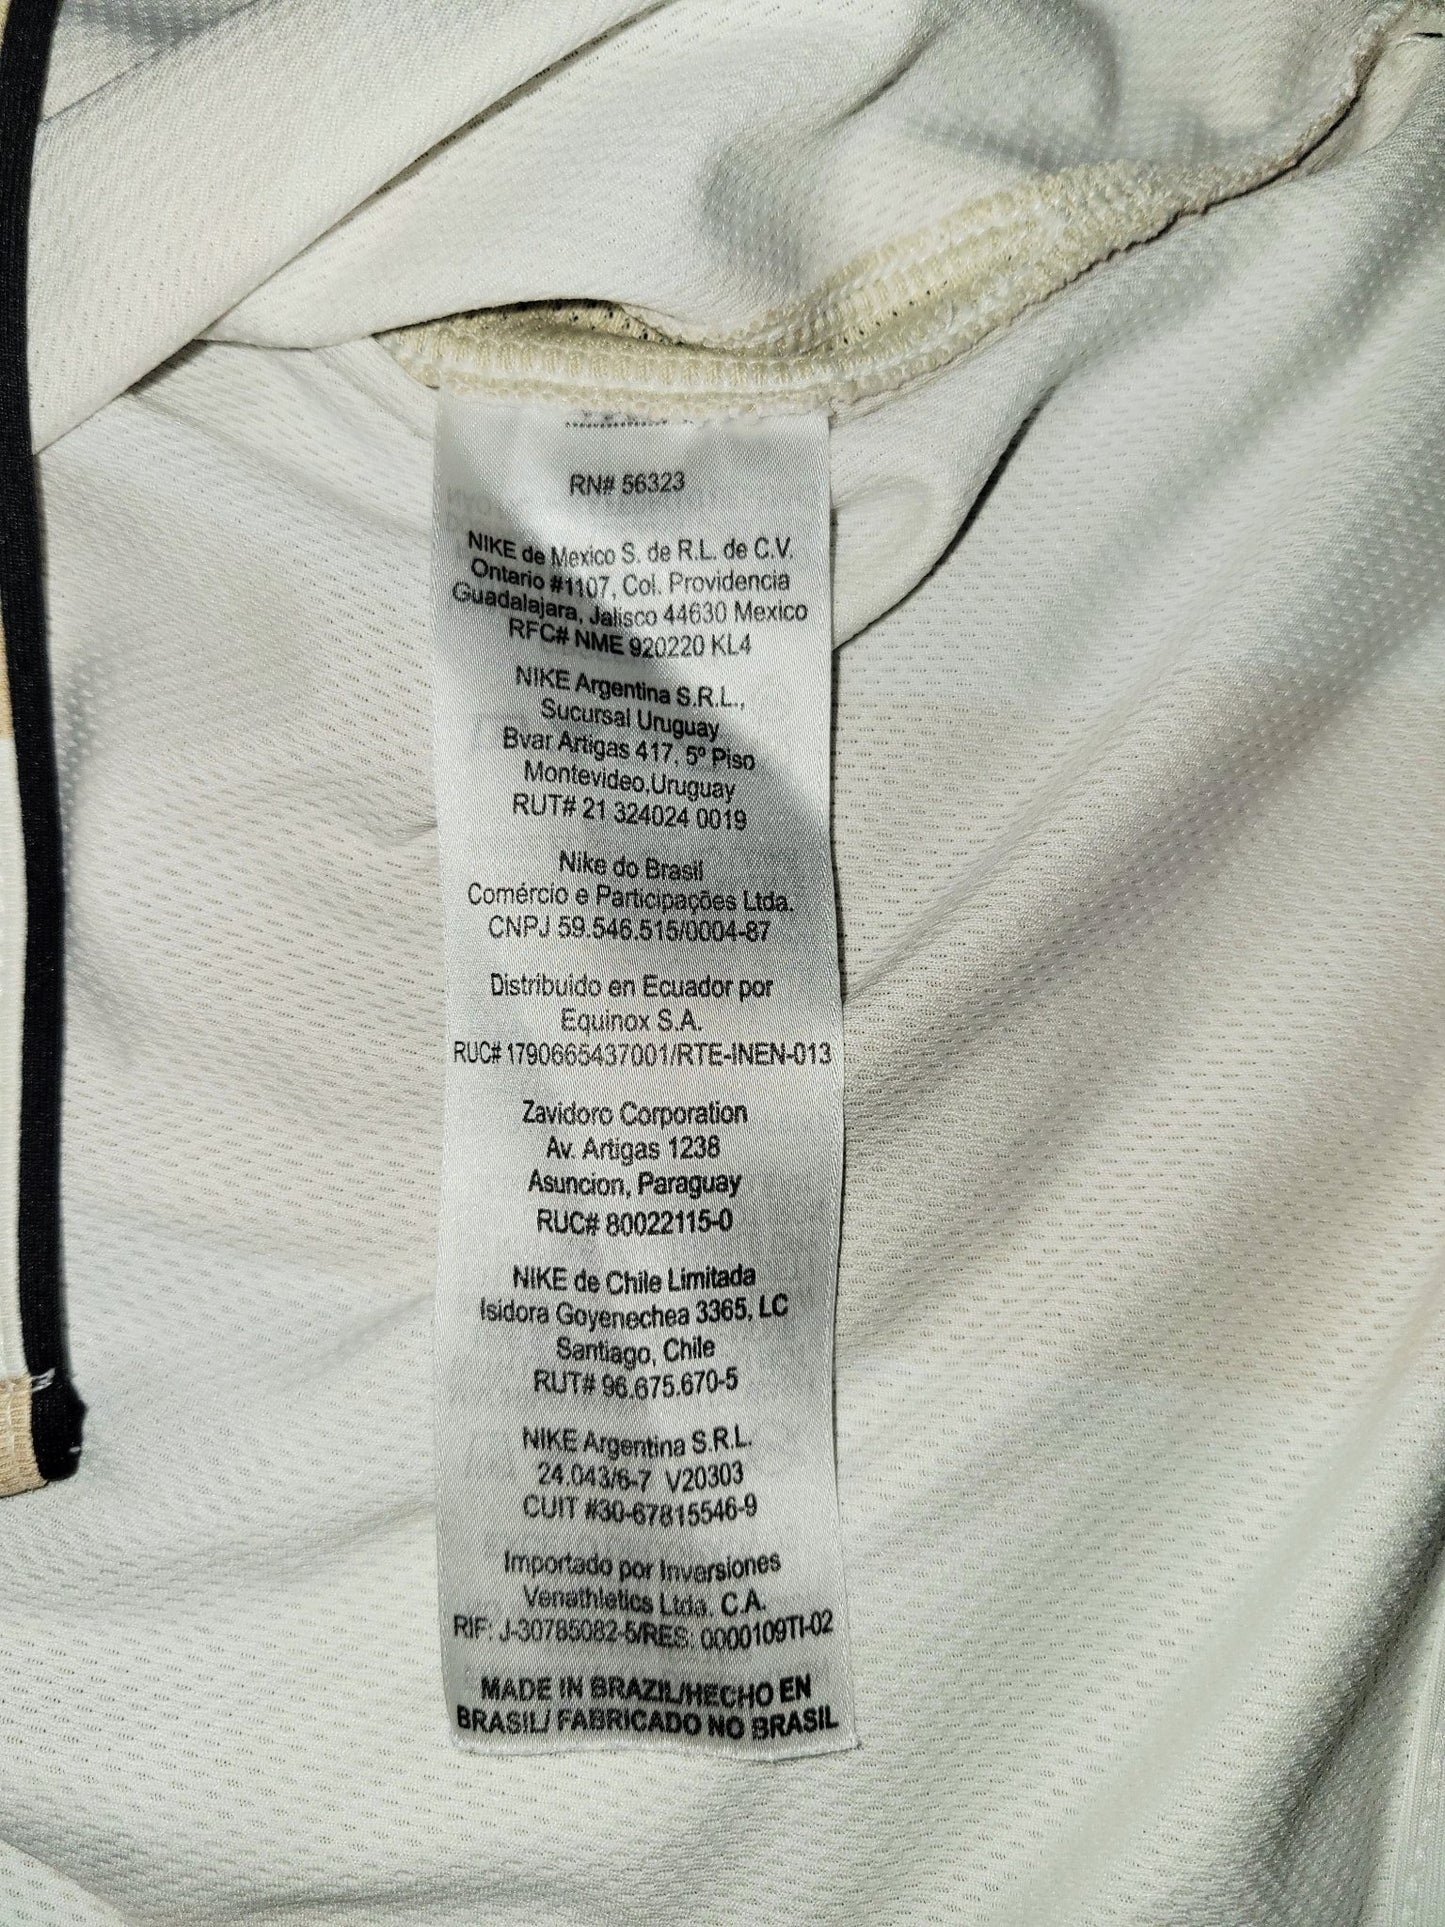 RN# 56323
NIKE de Mexico S. de R.L. de C.V.
Ontario #1107, Col. Providencia
Guadalajara, Jalisco 44630 Mexico
RFC# NME 920220 KL4
NIKE Argentina S.R.L.,
Sucursal Uruguay
Bvar Artigas 417, 5º Piso
Montevideo,Uruguay
RUT# 21 324024 0019
Nike do Brasil
Comércio e Participações Ltda.
CNPJ 59.546.515/0004-87
Distribuido en Ecuador por
Equinox S.A.
RUC# 1790665437001/RTE-INEN-013
Zavidoro Corporation
Av. Artigas 1238
Asuncion, Paraguay
RUC# 80022115-0
NIKE de Chile Limitada
Isidora Goyenechea 3365, LC
Santiago, Chile
RUT# 96.675.670-5
NIKE Argentina S.R.L.
24.043/6-7 V20303
CUIT #30-67815546-9
Importado por Inversiones
Venathletics Ltda. C.A.
RIF: J-30785082-5/RES: 0000109TI-02
MADE IN BRAZIL/HECHO EN
BRASIL/ FABRICADO NO BRASIL